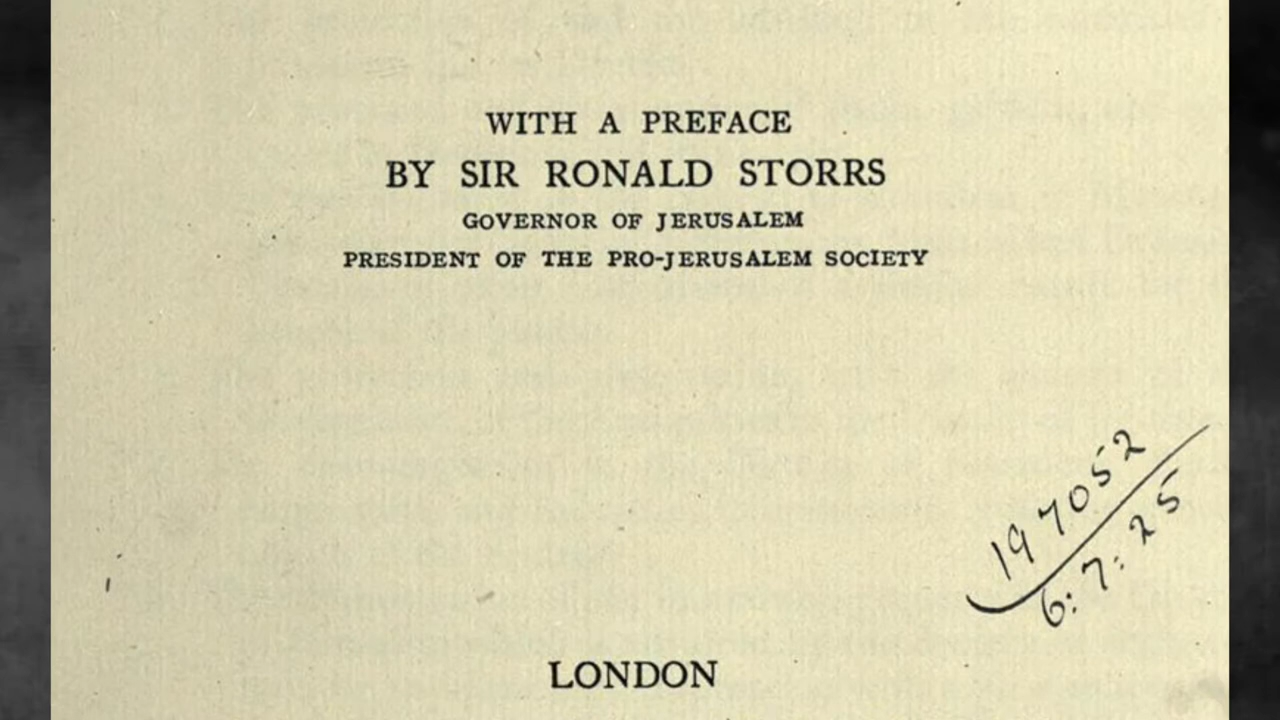 WITH A PREFACE
BY SIR RONALD STORRS
GOVERNOR OF JERUSALEM
PRESIDENT OF THE PRO-JERUSALEM SOCIETY
197052
6:7:25
LONDON